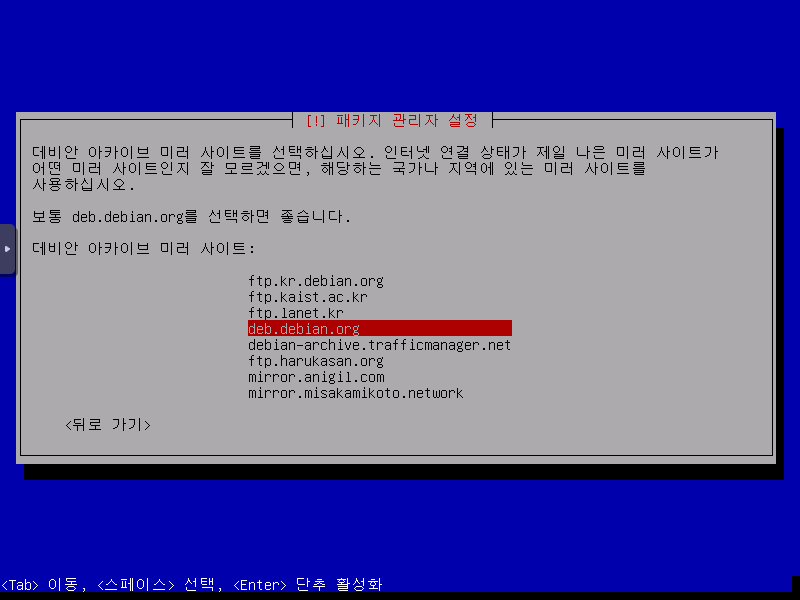 [!] 패키지 관리자 설정
데비안 아카이브 미러 사이트를 선택하십시오. 인터넷 연결 상태가 제일 나은 미러 사이트가
어떤 미러 사이트인지 잘 모르겠으면, 해당하는 국가나 지역에 있는 미러 사이트를
사용하십시오.
보통 deb.debian.org를 선택하면 좋습니다.
데비안 아카이브 미러 사이트:
ftp.kr.debian.org
ftp.kaist.ac.kr
ftp.lanet.kr
deb.debian.org
debian-archive.trafficmanager.net
ftp.harukasan.org
mirror.anigil.com
mirror.misakamikoto.network
<뒤로 가기>
<Tab> 이동, <스페이스> 선택, <Enter> 단추 활성화